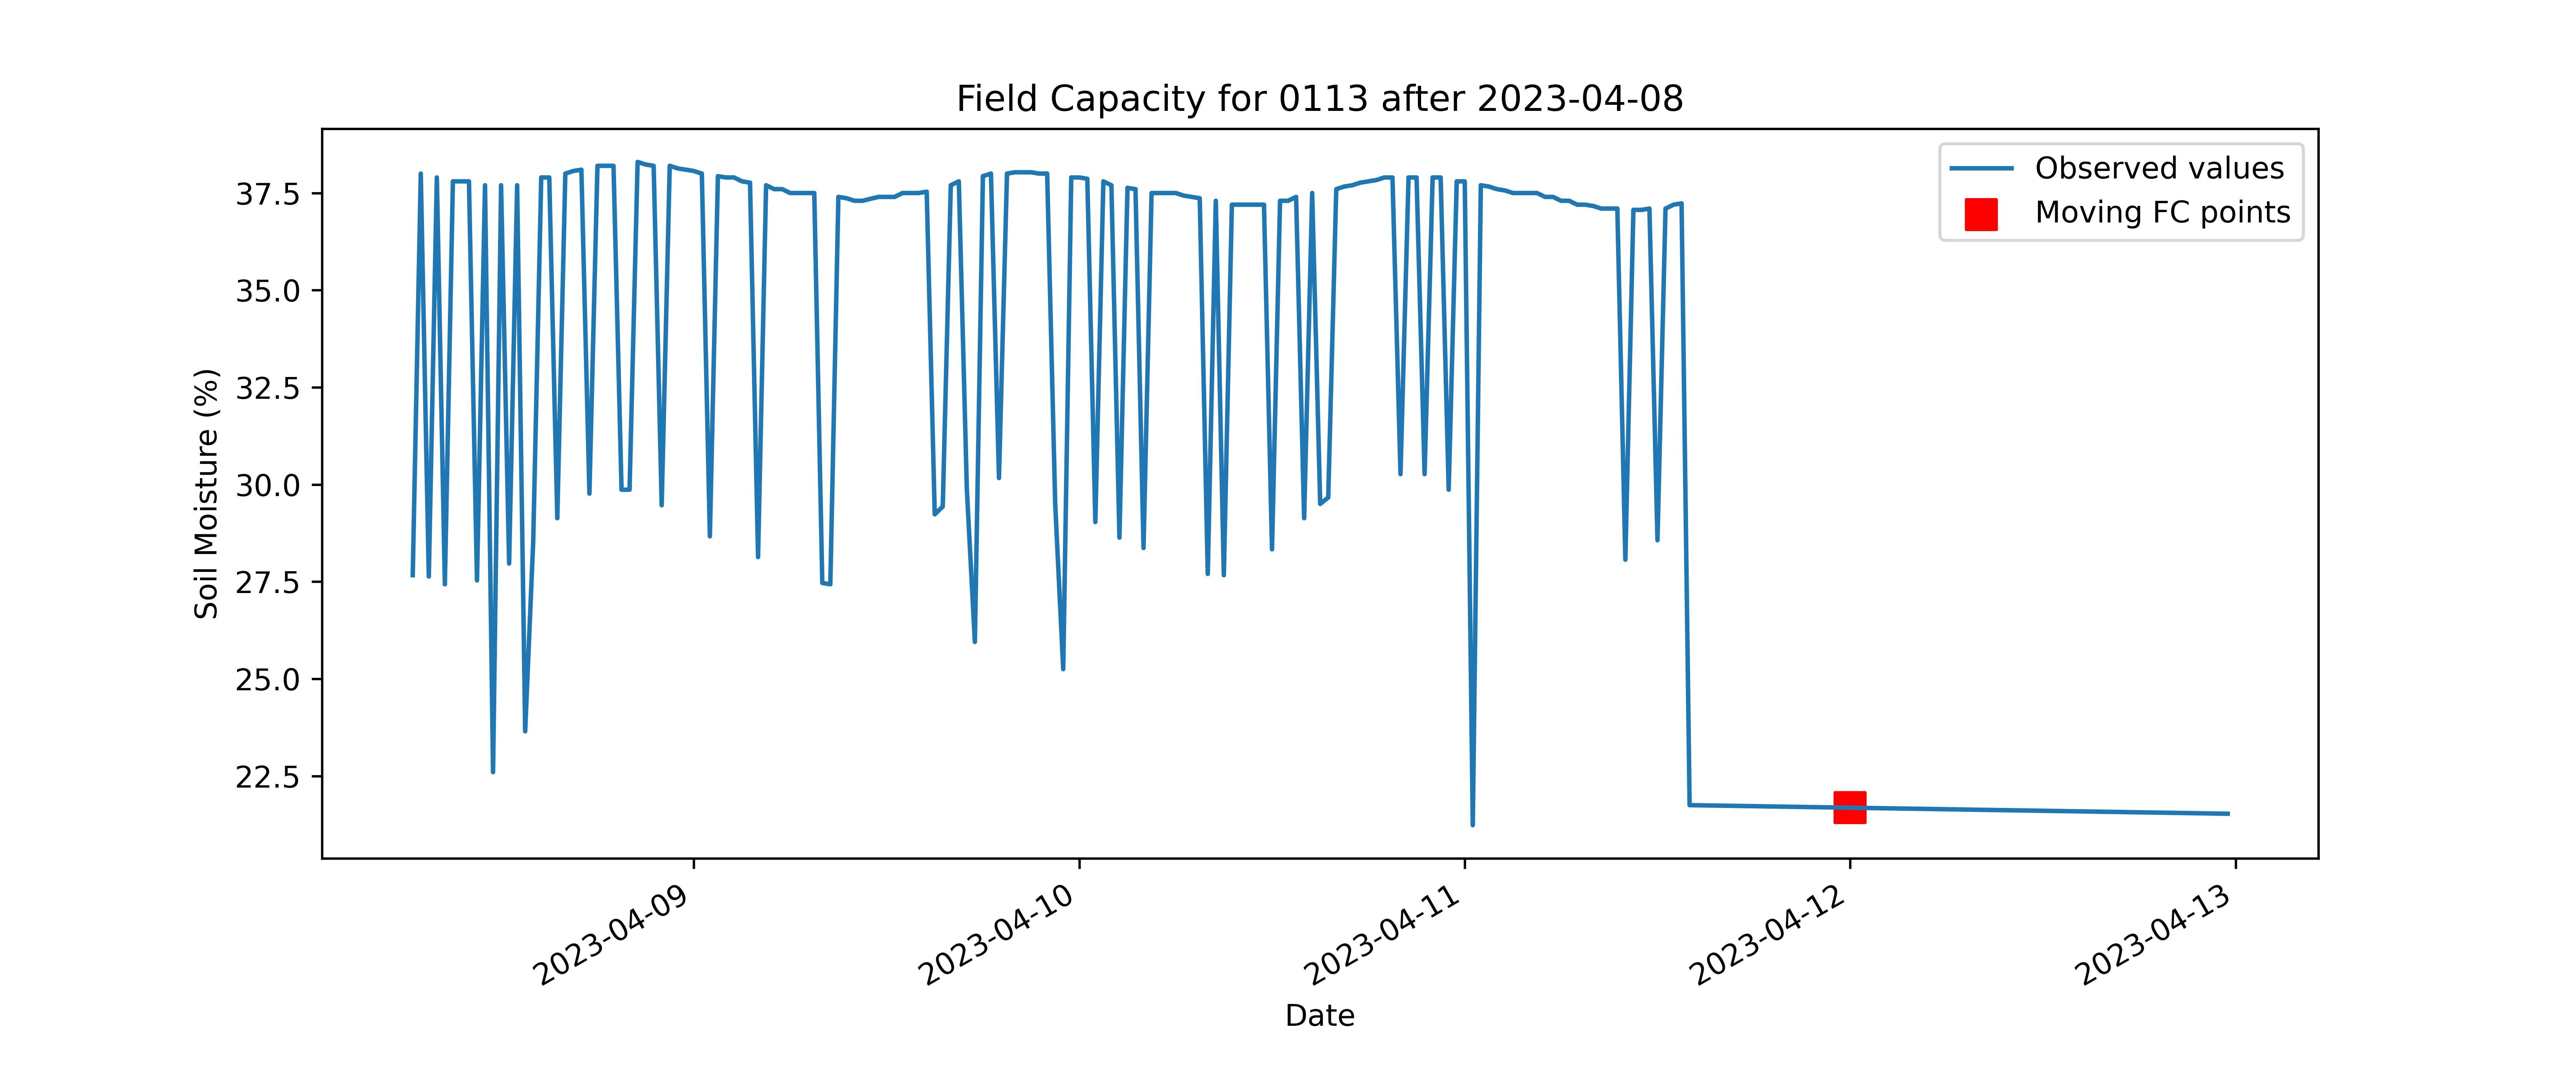 Field Capacity for 0113 after 2023-04-08
Observed values
Moving FC points
Soil Moisture (%)
37.5
35.0
32.5
30.0
27.5
25.0
22.5
2023-04-09
2023-04-10
2023-04-11
2023-04-12
2023-04-13
Date